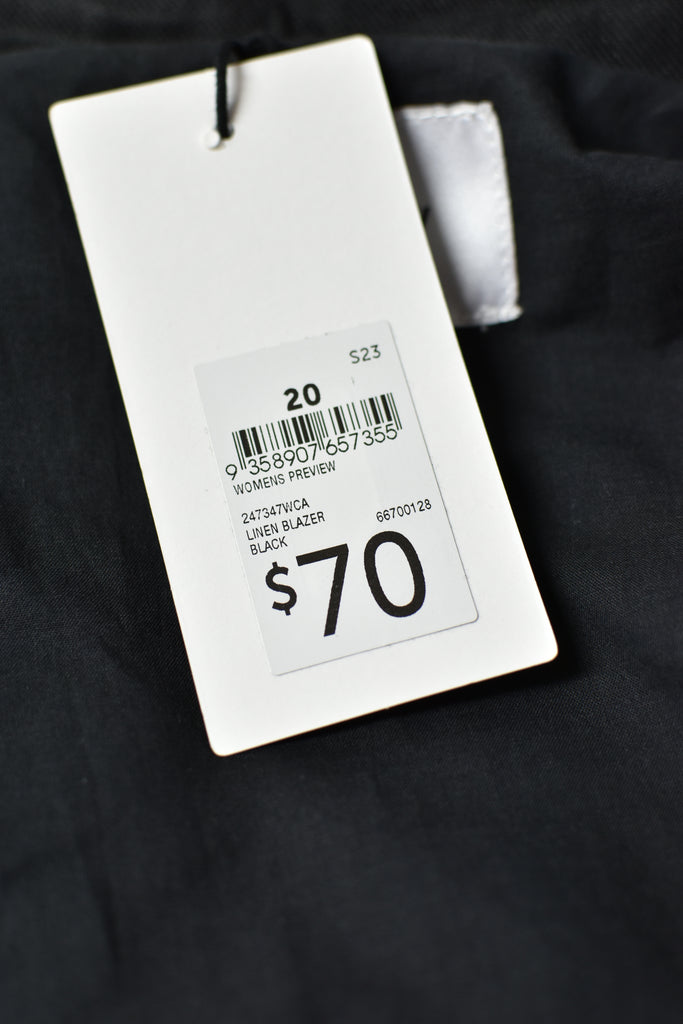 S23
20
9 358907 657355
WOMENS PREVIEW
247347WCA
LINEN BLAZER 66700128
BLACK
$70